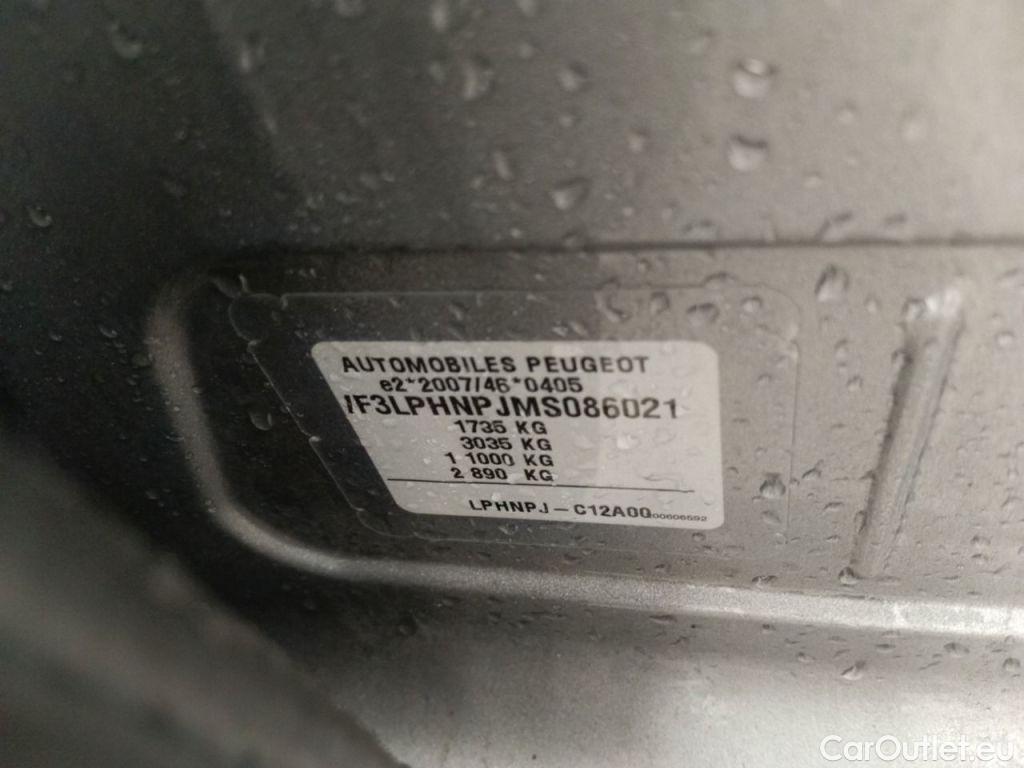 AUTOMOBILES PEUGEOT
e2*2007/46*0405
VF3LPHNPJMS086021
1735 KG
3035 KG
1 1000 KG
2 890 KG
LPHNPJ - C12A0Q00606592
CarOutlet.eu